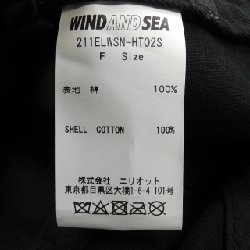 WIND AND SEA
211ELWSN-HT02S
F Size
表地 綿 100%
SHELL COTTON 100%
株式会社 エリオット
東京都目黒区大橋1-6-4 101号